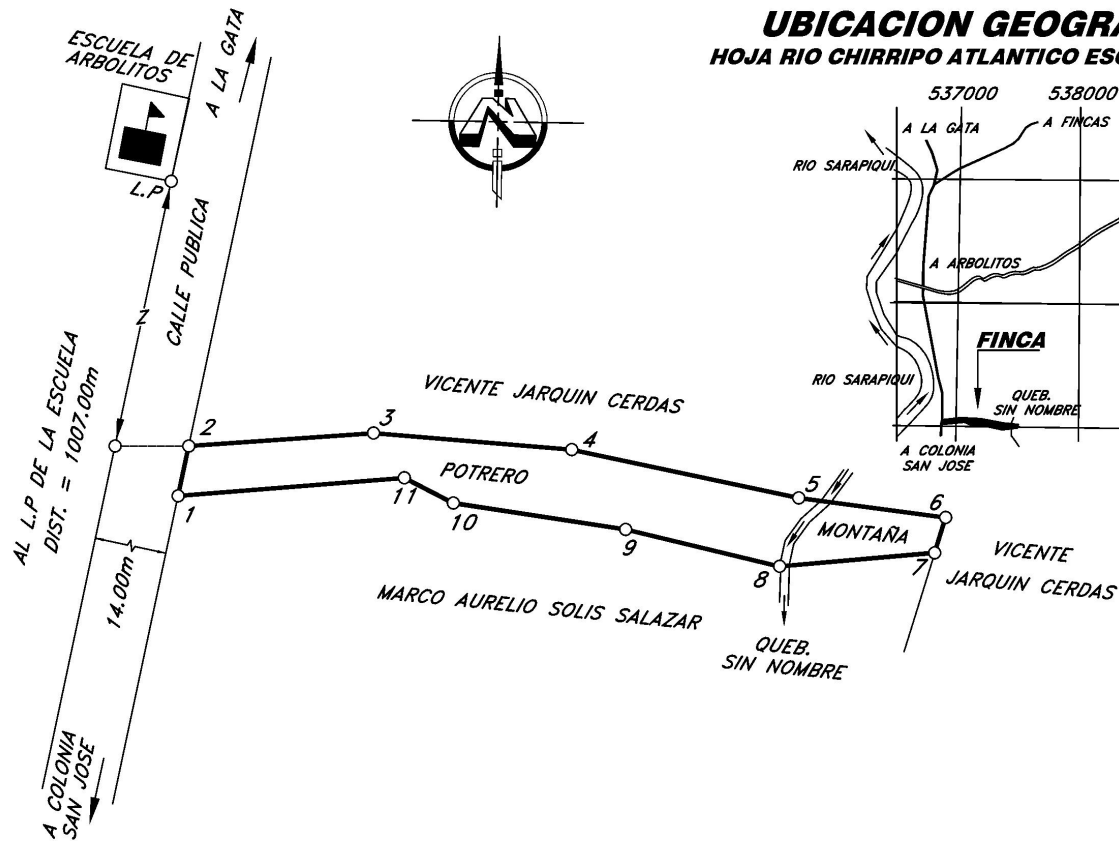 UBICACION GEOGRA
HOJA RIO CHIRRIPO ATLANTICO ESC
537000
538000
A LA GATA
A FINCAS
RIO SARAPIQUI
A ARBOLITOS
FINCA
RIO SARAPIQUI
QUEB.
SIN NOMBRE
A COLONIA
SAN JOSE
ESCUELA DE
ARBOLITOS
A LA GATA
L.P
CALLE PUBLICA
Z
AL L.P DE LA ESCUELA
DIST. = 1007.00m
14.00m
A COLONIA
SAN JOSE
N
VICENTE JARQUIN CERDAS
2
3
4
5
6
1
11
10
9
8
7
POTRERO
MONTAÑA
VICENTE
JARQUIN CERDAS
MARCO AURELIO SOLIS SALAZAR
QUEB.
SIN NOMBRE